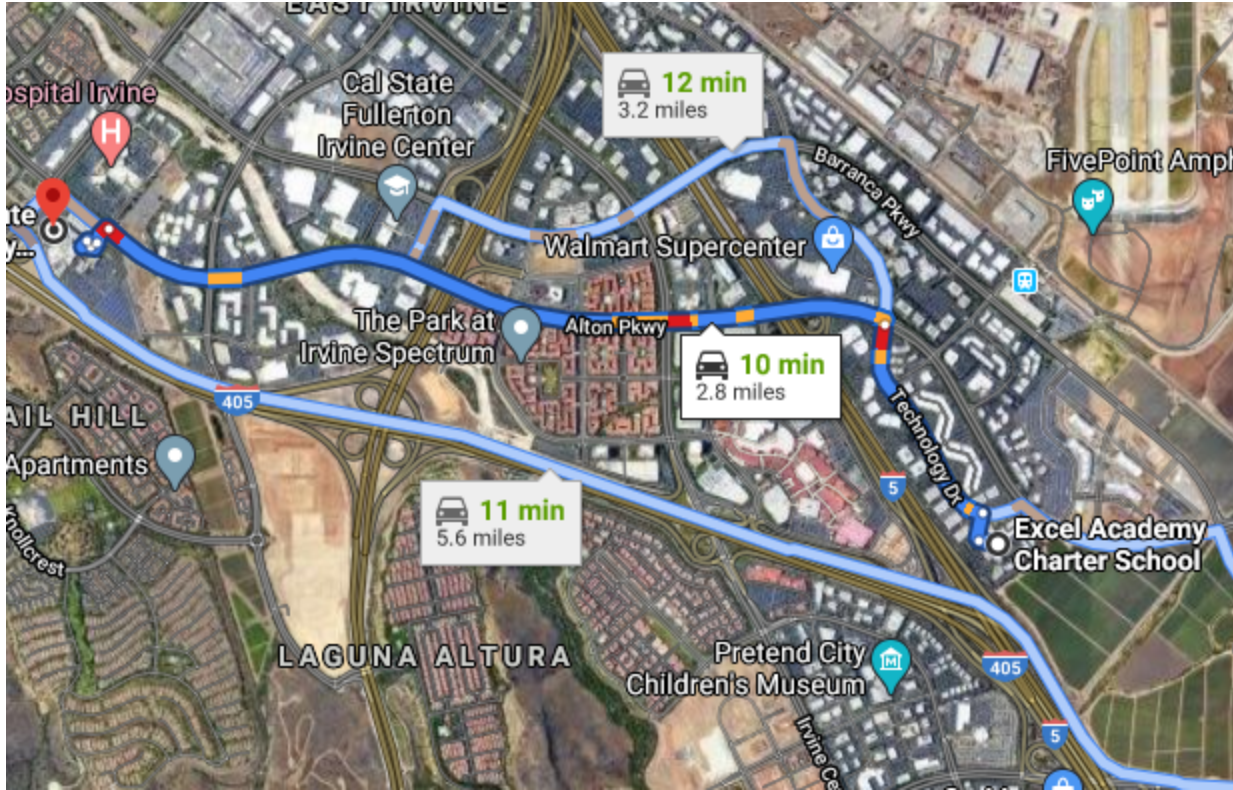 EAST IRVINE
ospital Irvine
H
Cal State
Fullerton
Irvine Center
12 min
3.2 miles
Barranca Pkwy
FivePoint Amph
Walmart Supercenter
The Park at
Irvine Spectrum
Alton Pkwy
10 min
2.8 miles
405
AIL HILL
Apartments
Knollcrest
Technology Dr
5
11 min
5.6 miles
Excel Academy
Charter School
LAGUNA ALTURA
Pretend City
Children's Museum
M
405
5
Irvine Ce